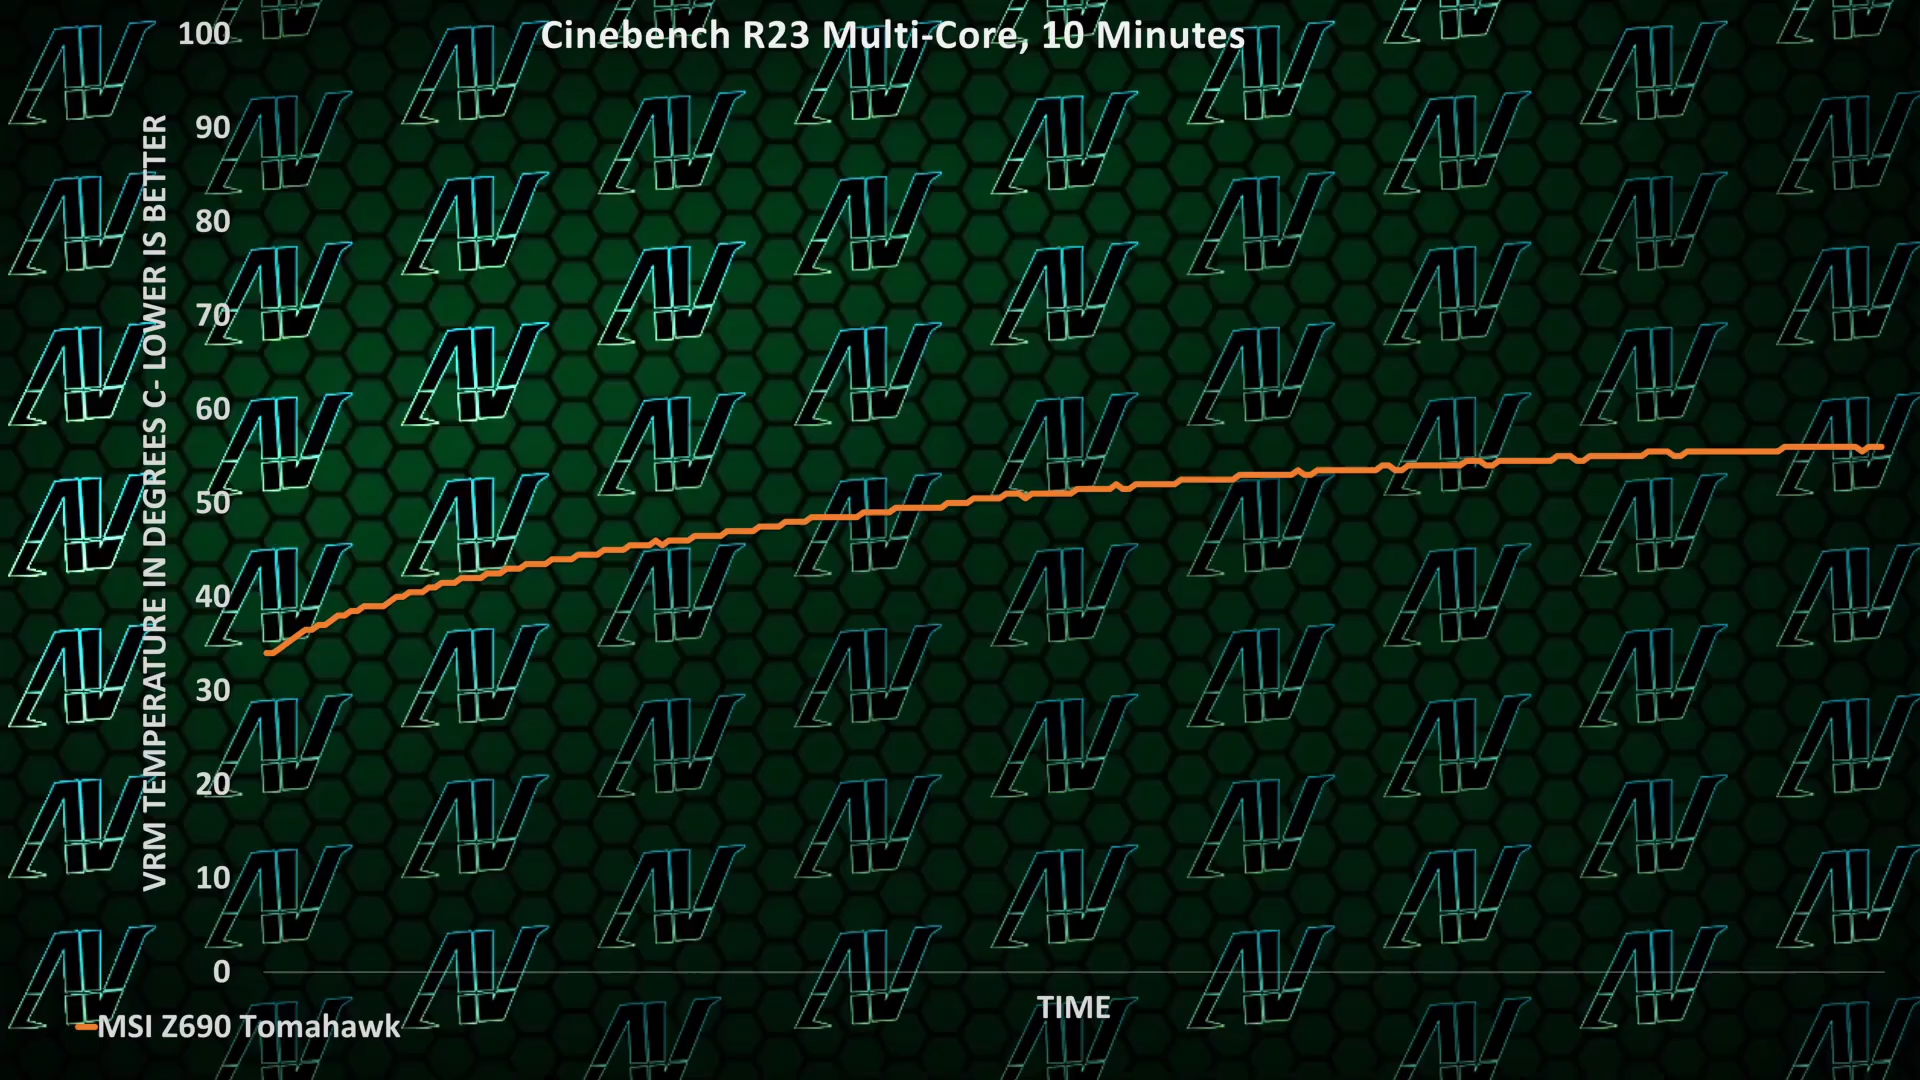 Cinebench R23 Multi-Core, 10 Minutes
VRM TEMPERATURE IN DEGREES C- LOWER IS BETTER
100
90
80
70
60
50
40
30
20
10
0
TIME
MSI Z690 Tomahawk